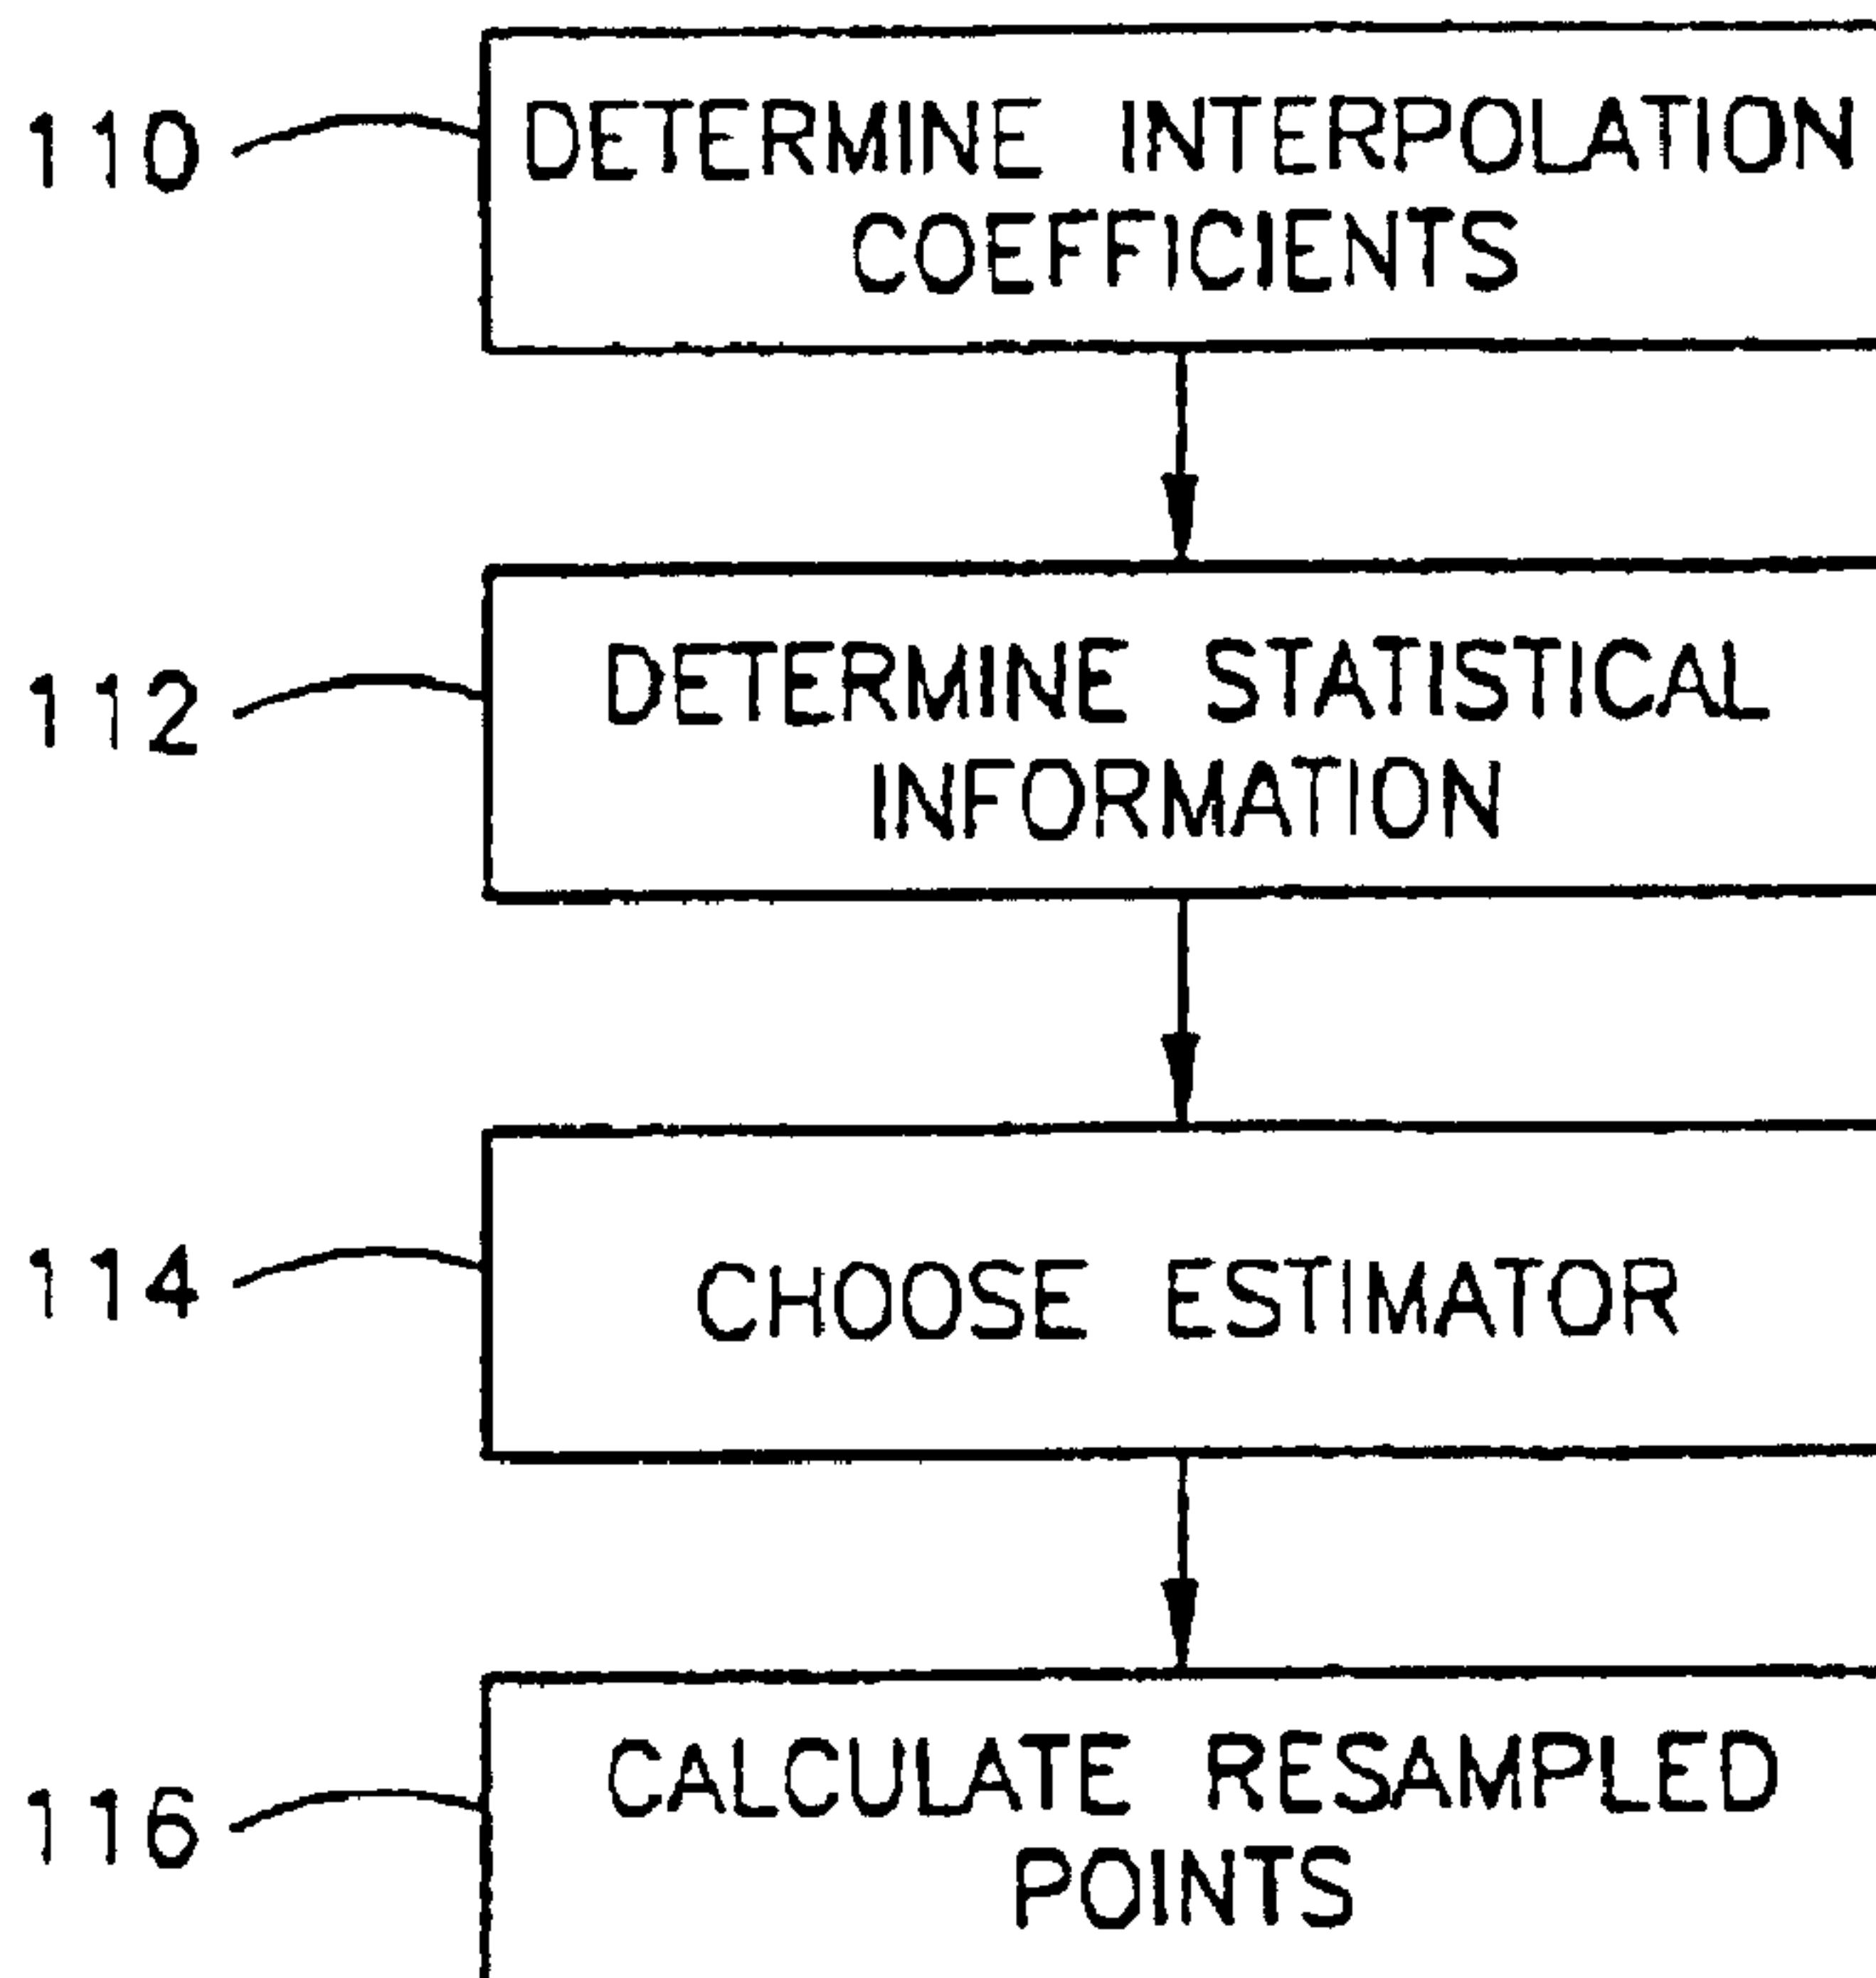 110 DETERMINE INTERPOLATION
COEFFICIENTS
112 DETERMINE STATISTICAL
INFORMATION
114 CHOOSE ESTIMATOR
116 CALCULATE RESAMPLED
POINTS